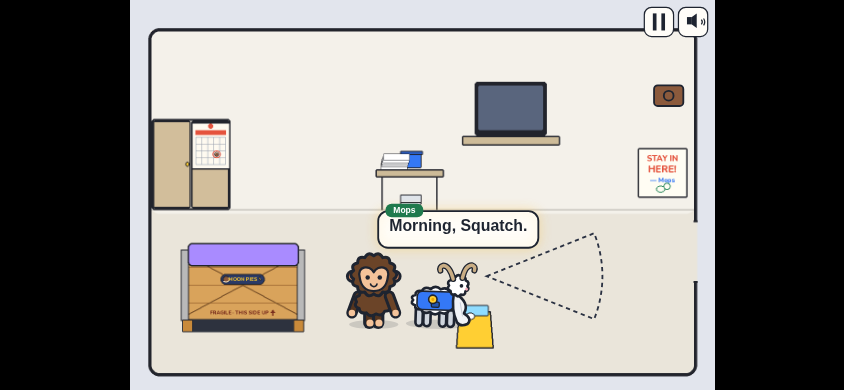 STAY IN
HERE!
— Mops
Mops
Morning, Squatch.
MOON PIES
FRAGILE · THIS SIDE UP